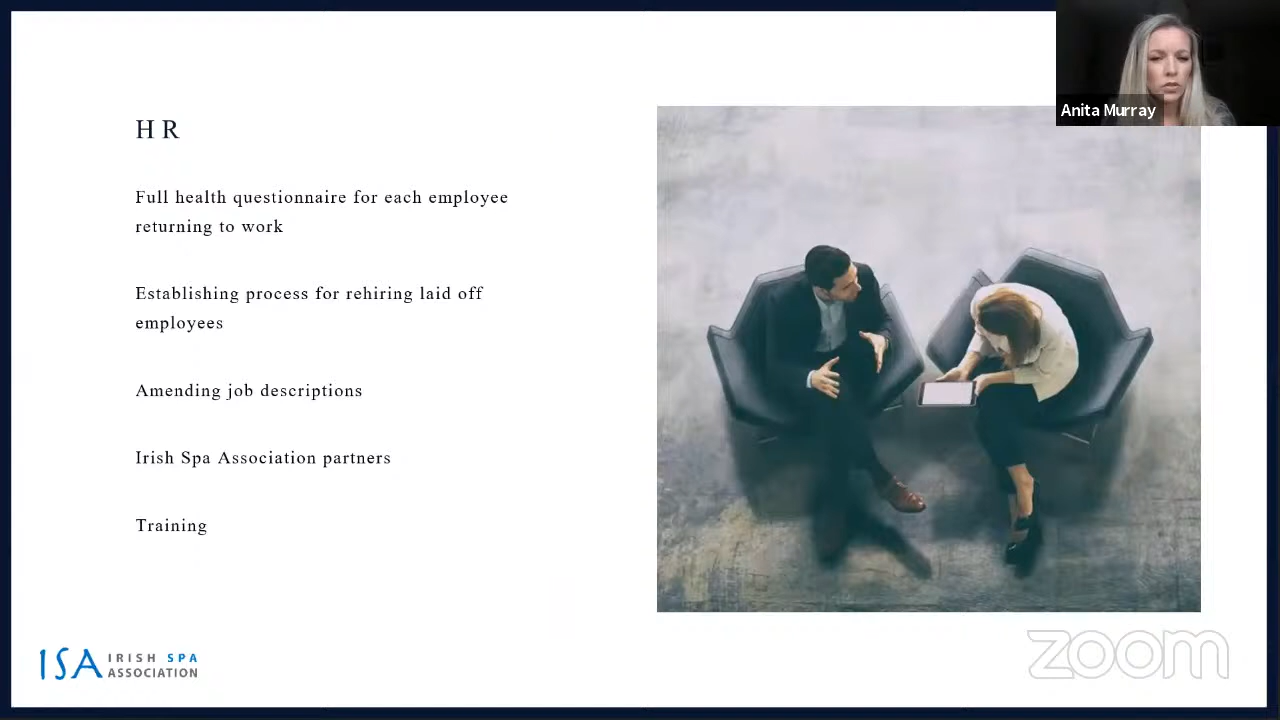 HR
Full health questionnaire for each employee
returning to work
Establishing process for rehiring laid off
employees
Amending job descriptions
Irish Spa Association partners
Training
Anita Murray
ISA IRISH SPA
ASSOCIATION
zoom